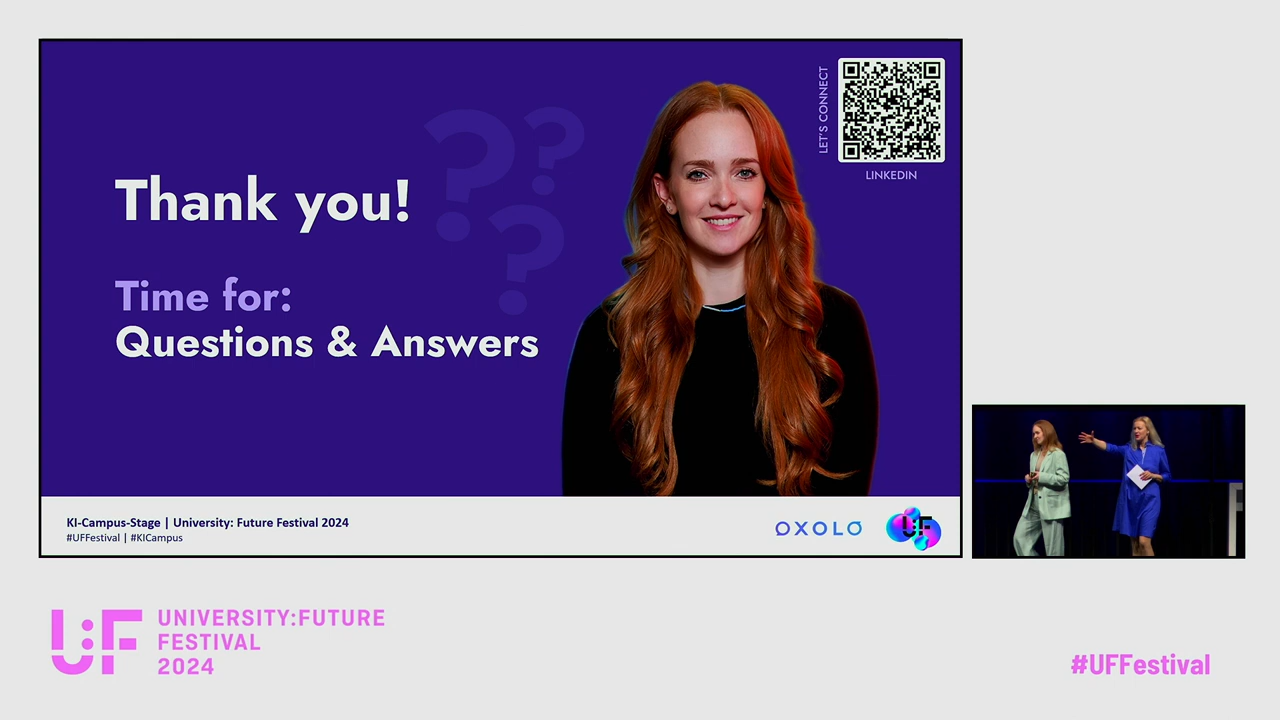 LET'S CONNECT
LINKEDIN
Thank you!
Time for:
Questions & Answers
KI-Campus-Stage | University: Future Festival 2024
#UFFestival | #KICampus
OXOLO
U:F
U:F
UNIVERSITY:FUTURE
FESTIVAL
2024
#UFFestival